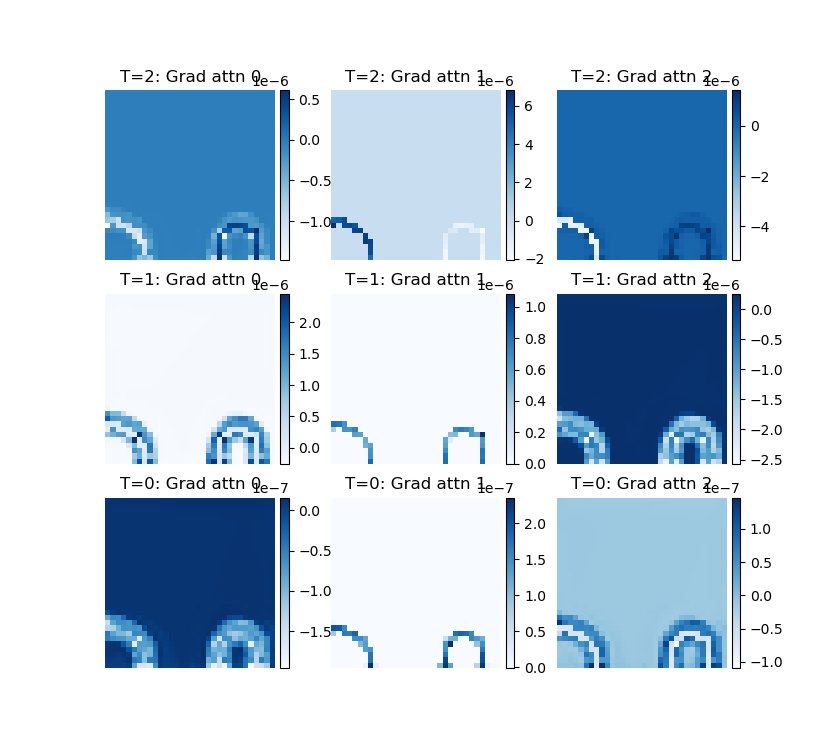 T=2: Grad attn 0
1e−6
T=2: Grad attn 1
1e−6
T=2: Grad attn 2
1e−6
0.5
0.0
−0.5
−1.0
6
4
2
0
−2
0
−2
−4
T=1: Grad attn 0
1e−6
T=1: Grad attn 1
1e−6
T=1: Grad attn 2
1e−6
2.0
1.5
1.0
0.5
0.0
1.0
0.8
0.6
0.4
0.2
0.0
0.0
−0.5
−1.0
−1.5
−2.0
−2.5
T=0: Grad attn 0
1e−7
T=0: Grad attn 1
1e−7
T=0: Grad attn 2
1e−7
0.0
−0.5
−1.0
−1.5
2.0
1.5
1.0
0.5
0.0
1.0
0.5
0.0
−0.5
−1.0